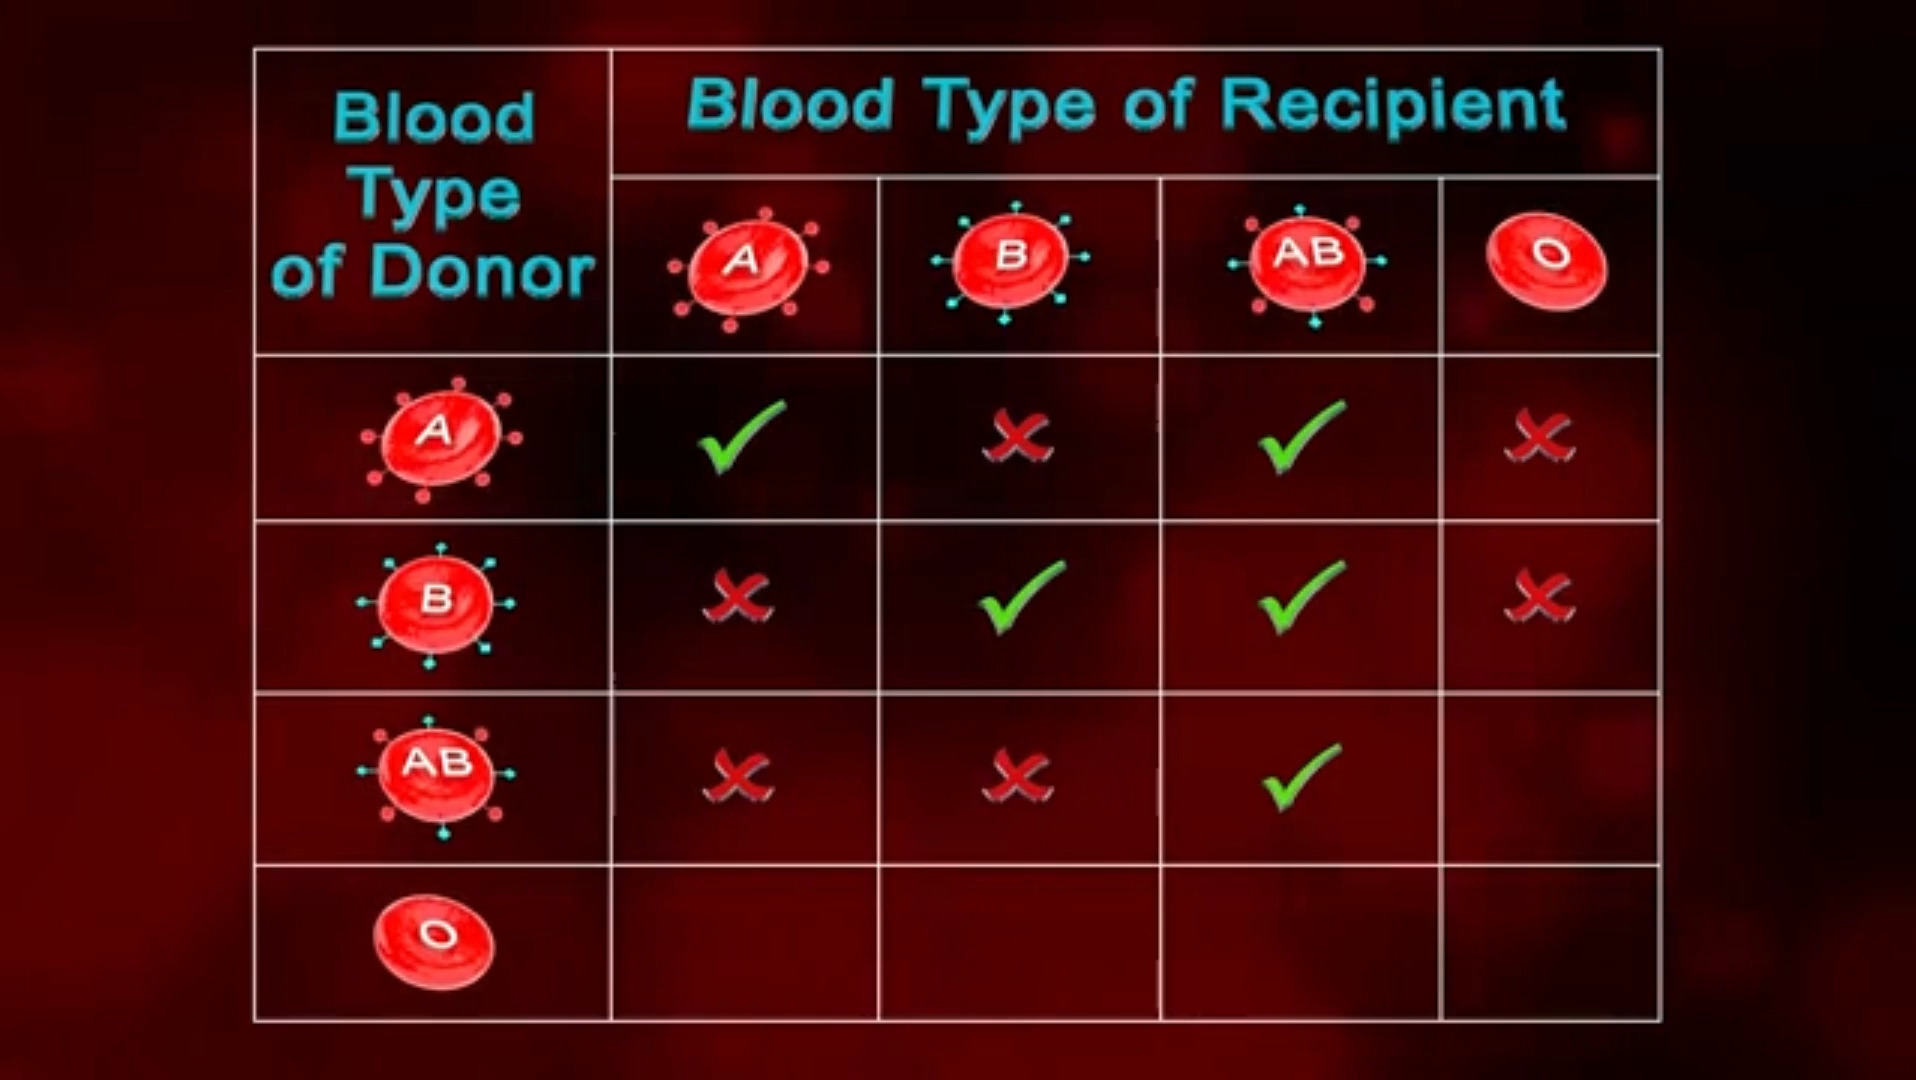 Blood
Type
of Donor
Blood Type of Recipient
A
B
AB
O
A
B
AB
O